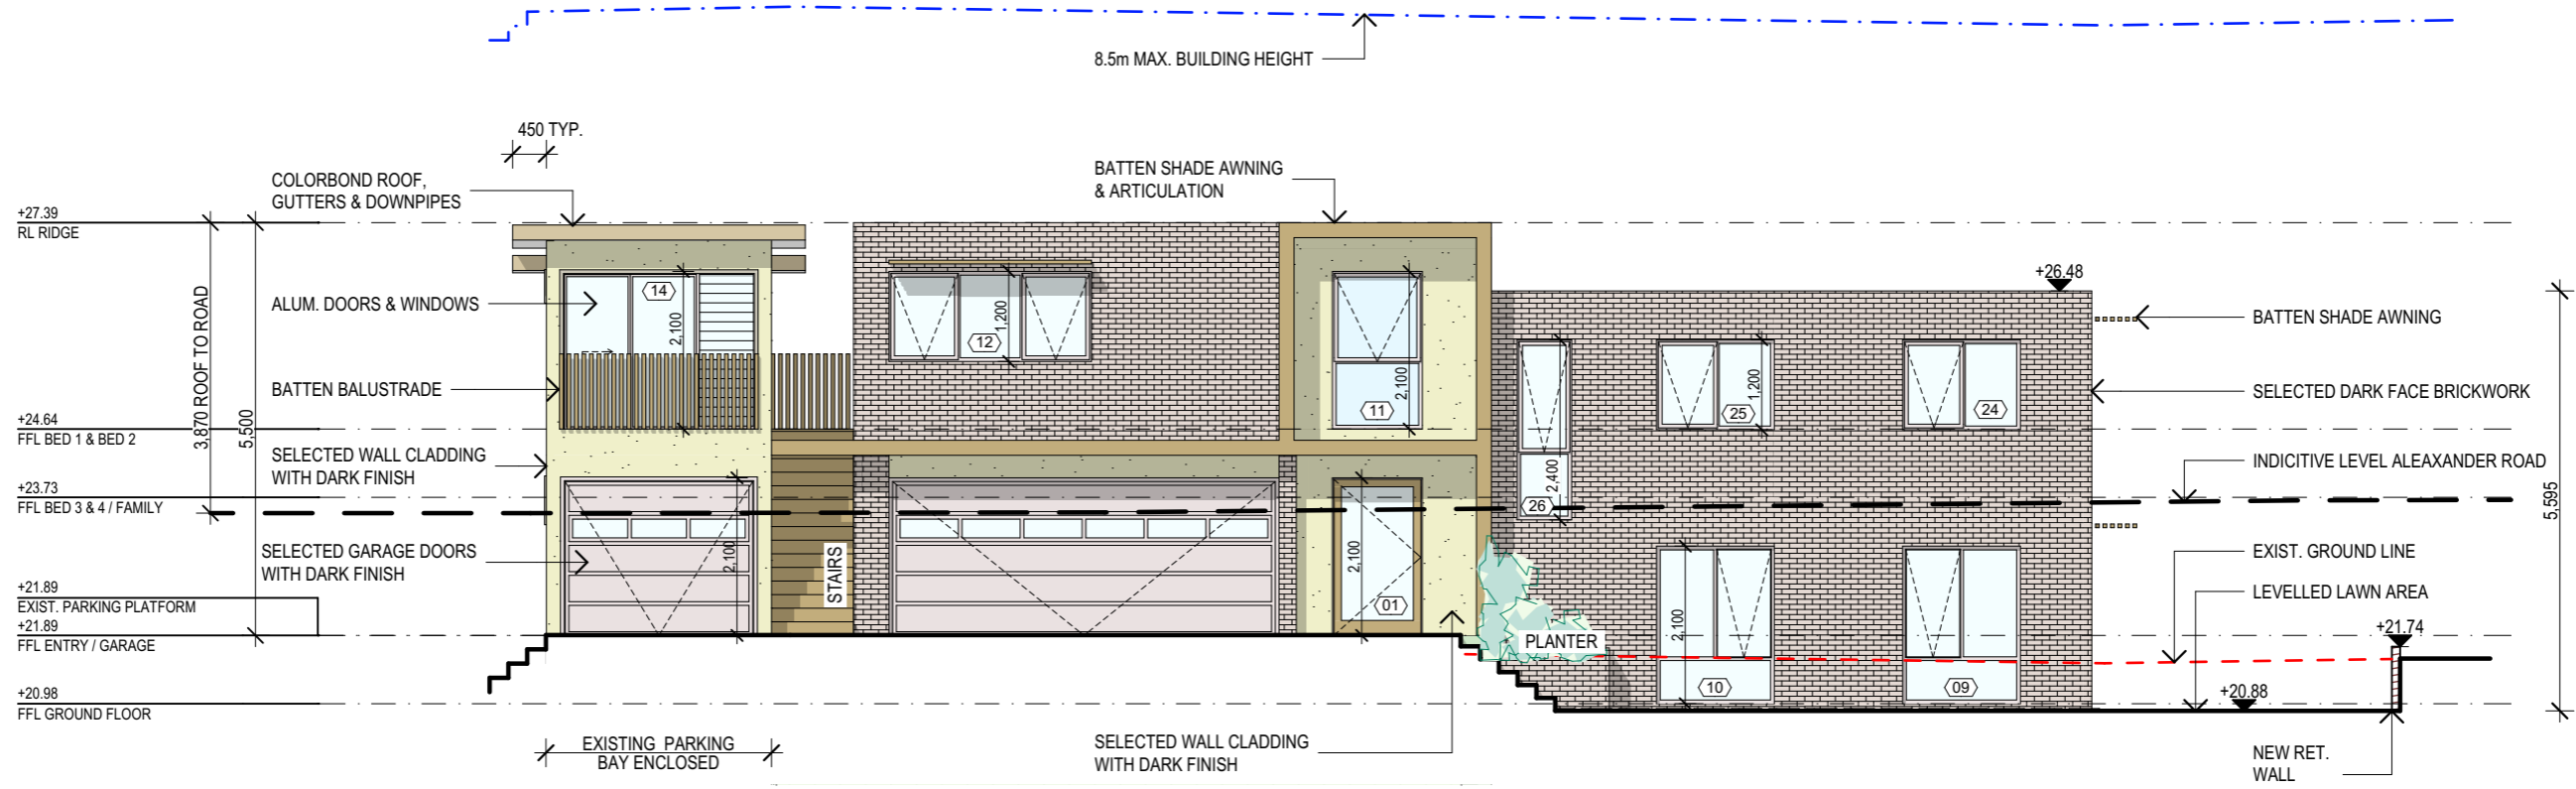 8.5m MAX. BUILDING HEIGHT
450 TYP.
COLORBOND ROOF,
GUTTERS & DOWNPIPES
BATTEN SHADE AWNING
& ARTICULATION
+27.39
RL RIDGE
+26.48
ALUM. DOORS & WINDOWS
BATTEN SHADE AWNING
14
2,100
12
1,200
11
2,100
3,870 ROOF TO ROAD
5,500
BATTEN BALUSTRADE
25
1,200
24
SELECTED DARK FACE BRICKWORK
+24.64
FFL BED 1 & BED 2
SELECTED WALL CLADDING
WITH DARK FINISH
26
2,400
INDICITIVE LEVEL ALEAXANDER ROAD
5,595
+23.73
FFL BED 3 & 4 / FAMILY
SELECTED GARAGE DOORS
WITH DARK FINISH
2,100
STAIRS
2,100
01
EXIST. GROUND LINE
LEVELLED LAWN AREA
+21.89
EXIST. PARKING PLATFORM
+21.89
FFL ENTRY / GARAGE
PLANTER
2,100
10
09
+21.74
+20.88
+20.98
FFL GROUND FLOOR
EXISTING PARKING
BAY ENCLOSED
SELECTED WALL CLADDING
WITH DARK FINISH
NEW RET.
WALL